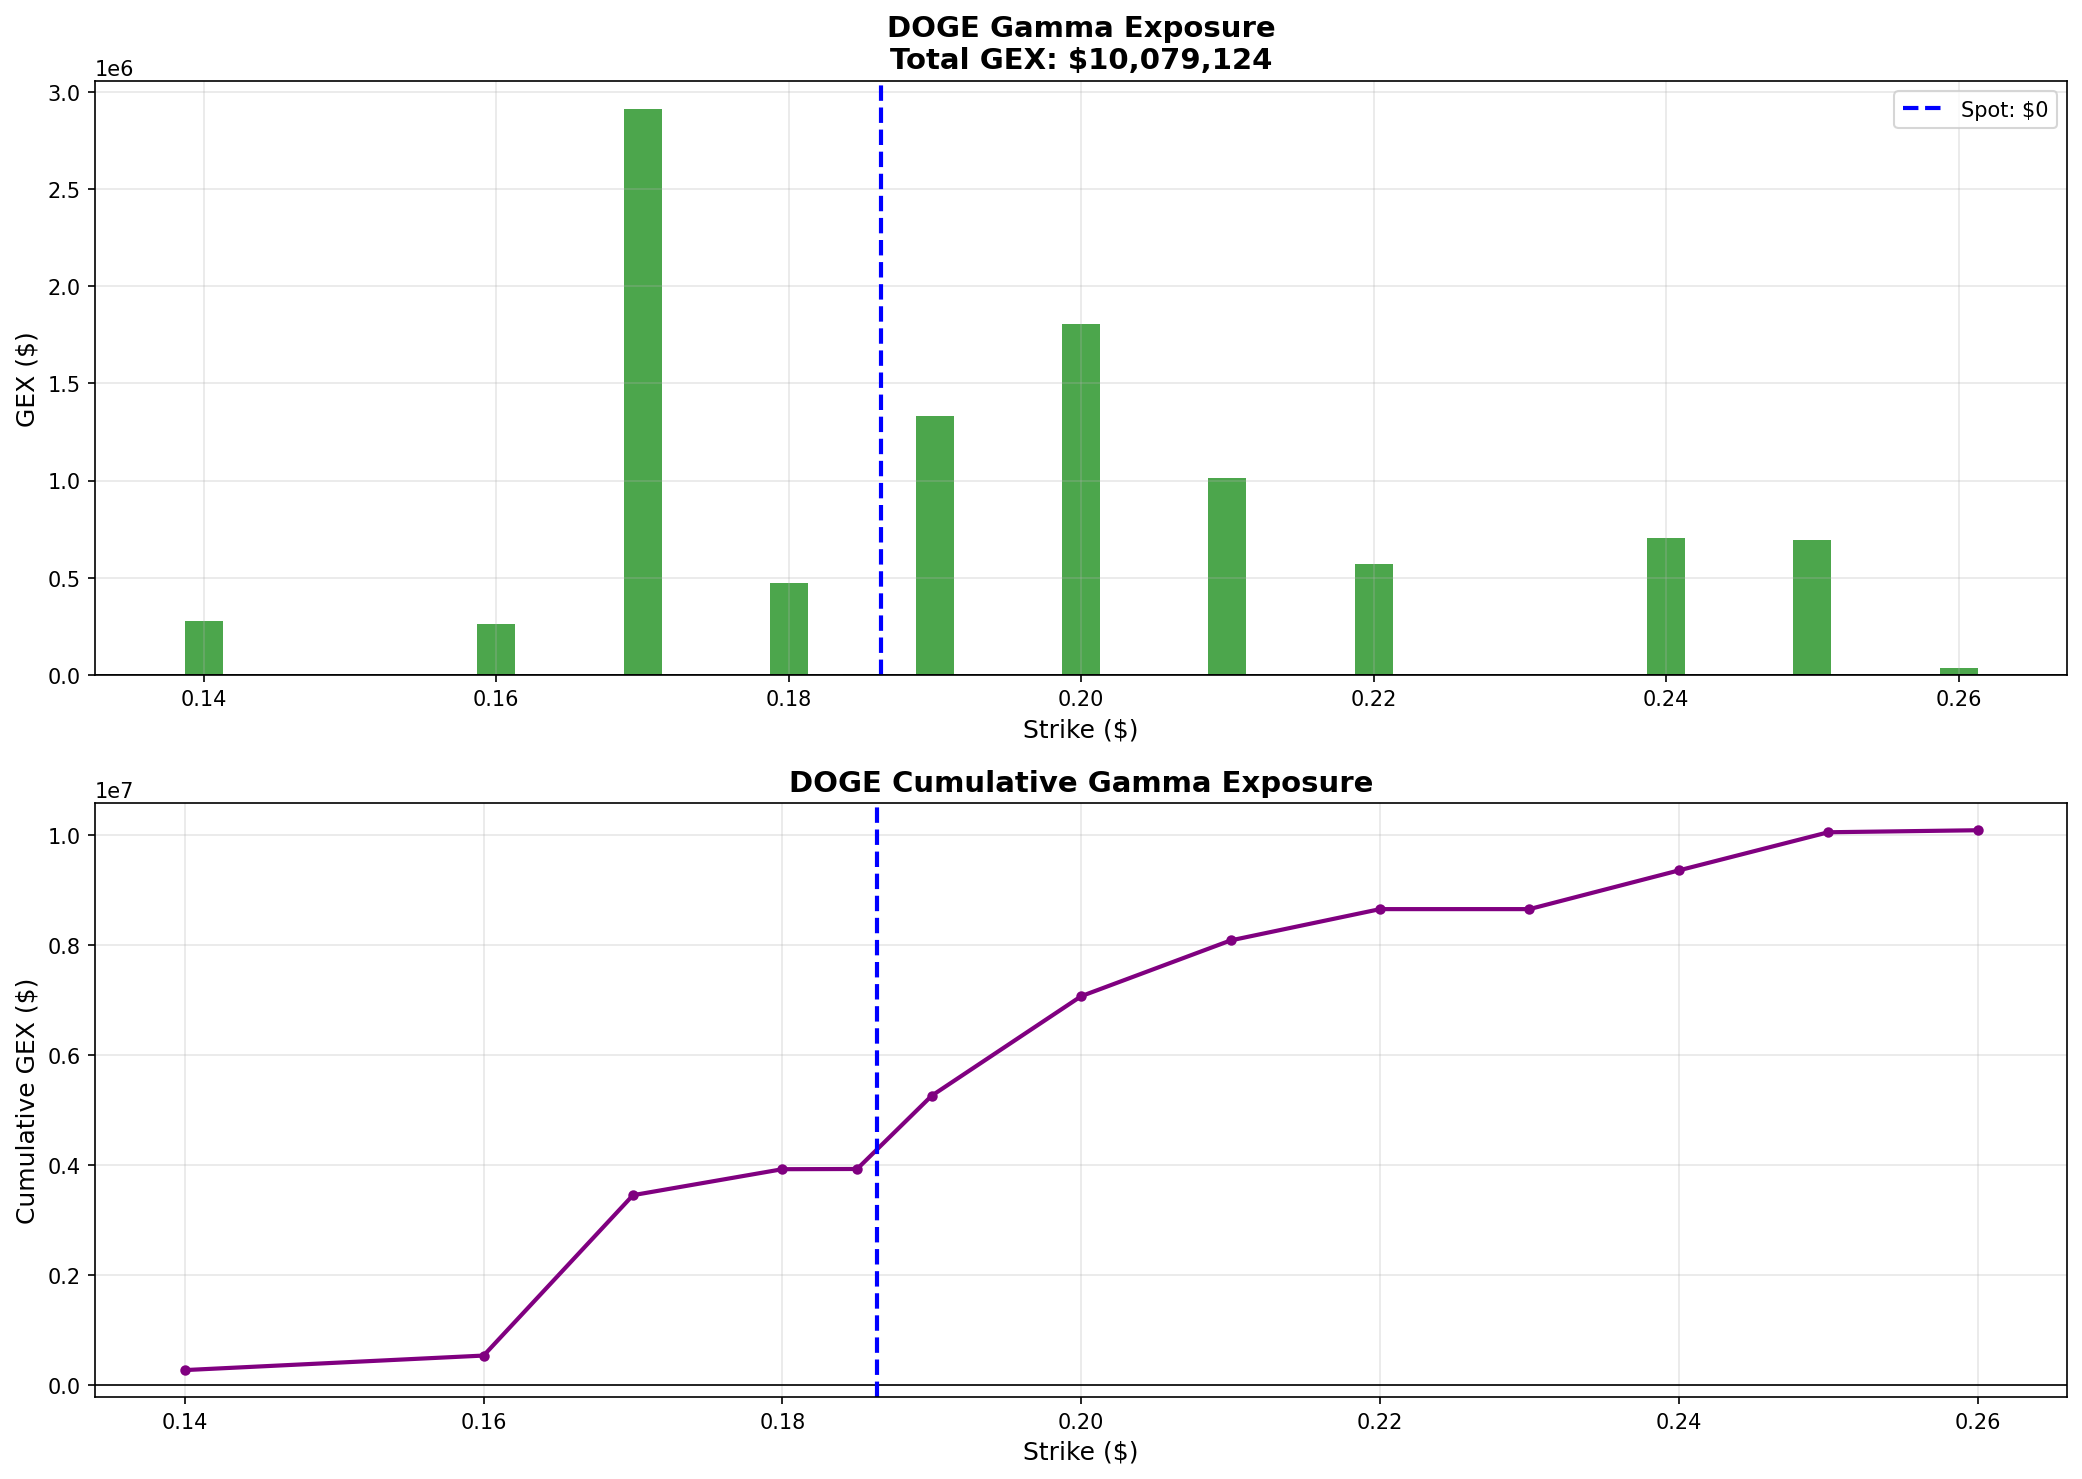 DOGE Gamma Exposure
Total GEX: $10,079,124
1e6
3.0
2.5
2.0
1.5
1.0
0.5
0.0
GEX ($)
Spot: $0
0.14 0.16 0.18 0.20 0.22 0.24 0.26
Strike ($)
DOGE Cumulative Gamma Exposure
1e7
1.0
0.8
0.6
0.4
0.2
0.0
Cumulative GEX ($)
0.14 0.16 0.18 0.20 0.22 0.24 0.26
Strike ($)